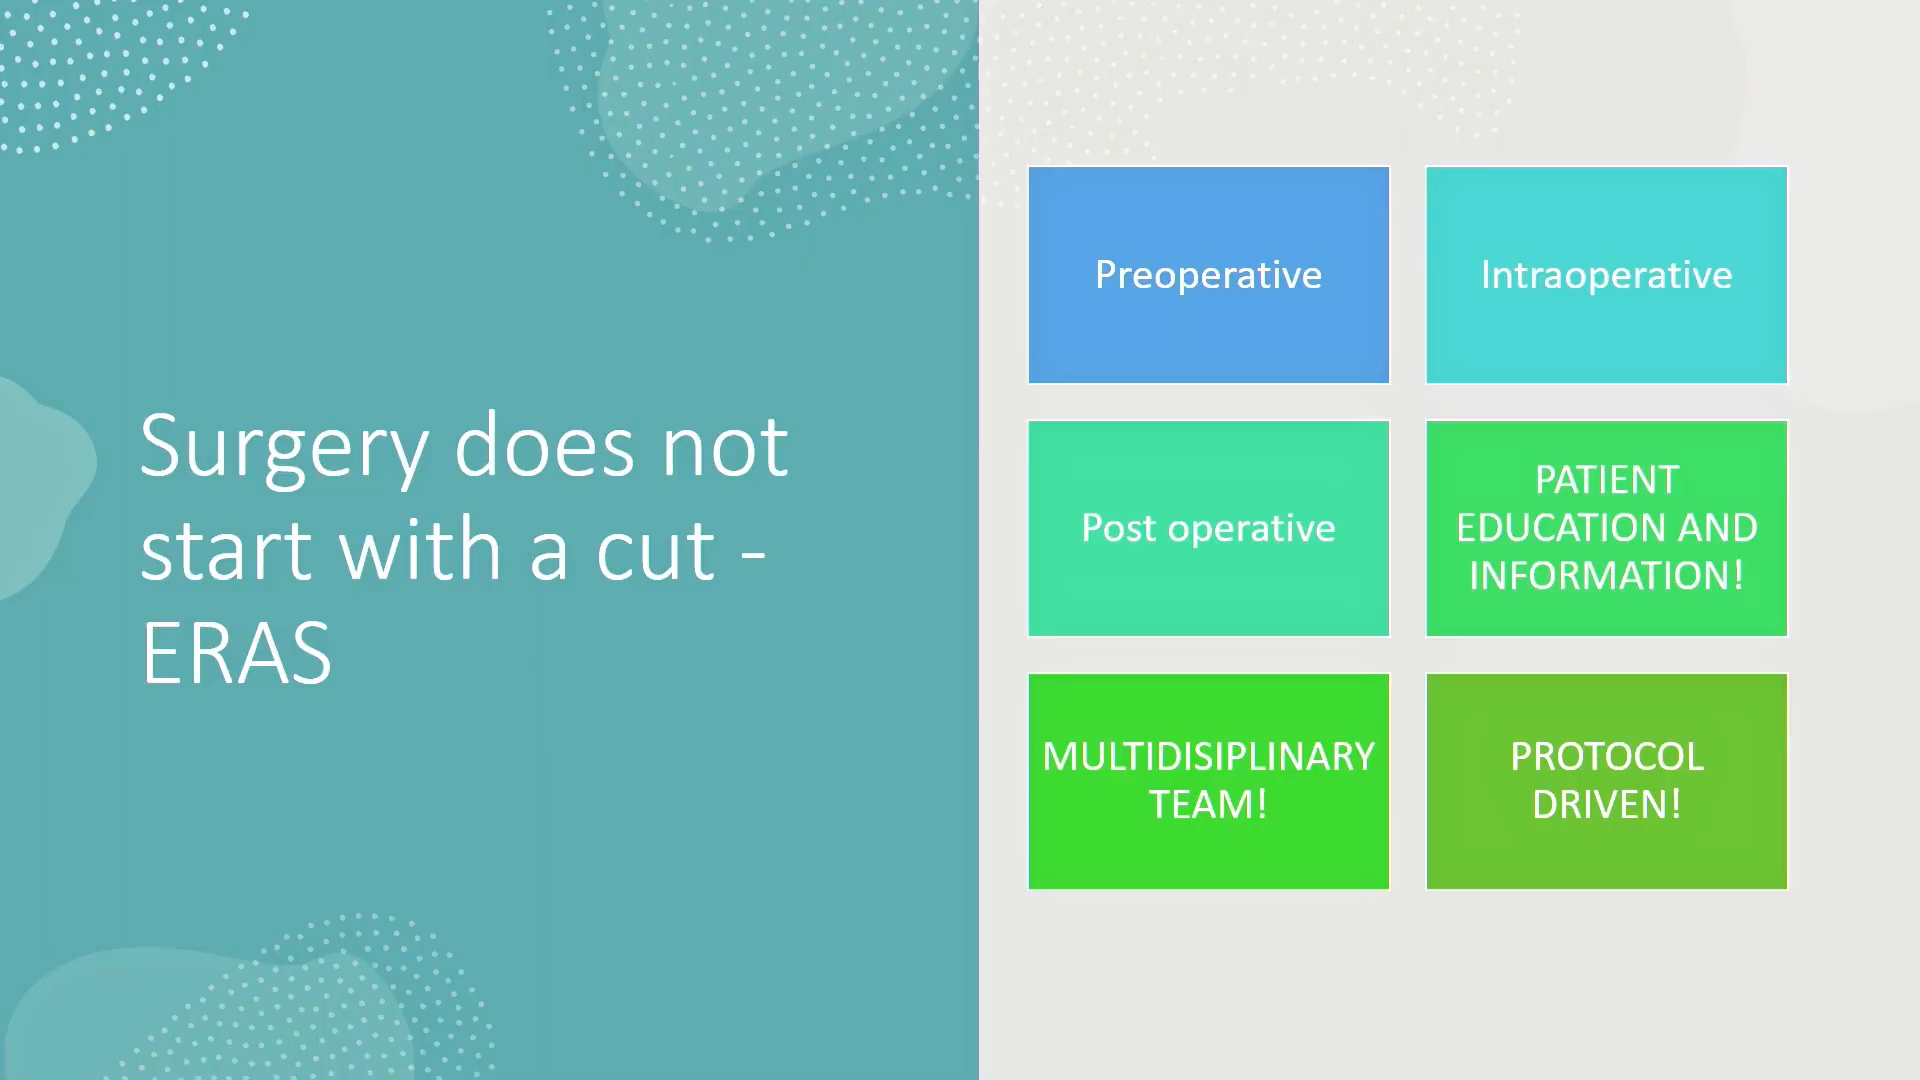 Surgery does not
start with a cut -
ERAS
Preoperative
Intraoperative
Post operative
PATIENT
EDUCATION AND
INFORMATION!
MULTIDISIPLINARY
TEAM!
PROTOCOL
DRIVEN!